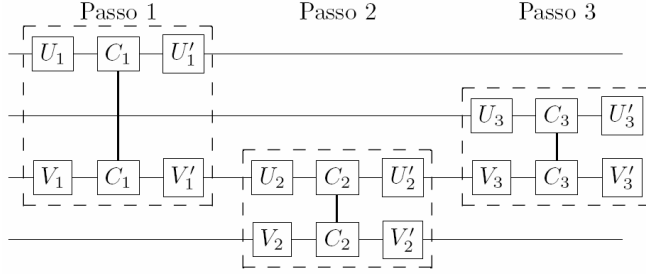 Passo 1 Passo 2 Passo 3
U₁ C₁ U′₁
U₃ C₃ U′₃
V₁ C₁ V′₁ U₂ C₂ U′₂ V₃ C₃ V′₃
V₂ C₂ V′₂